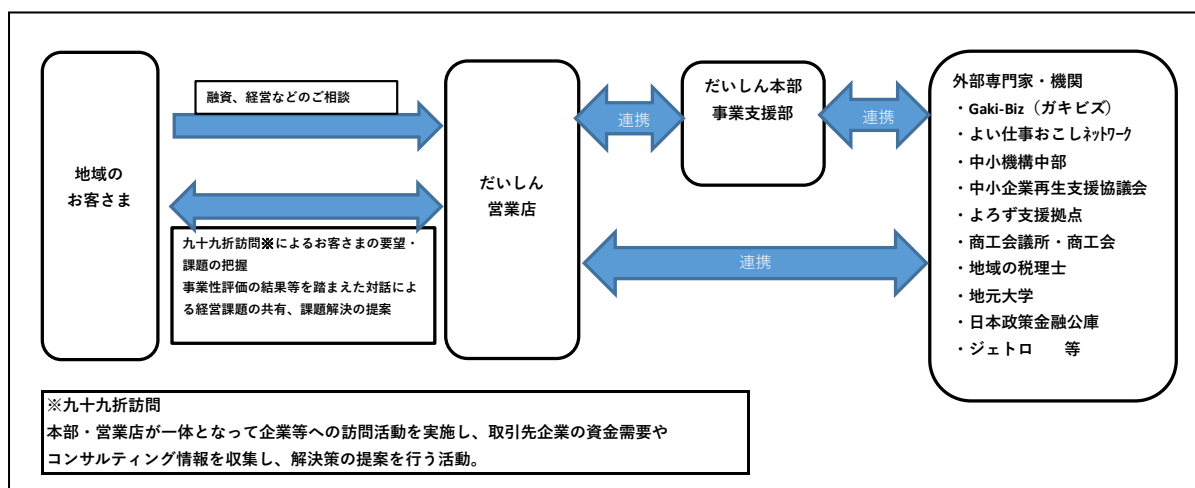 地域の
お客さま
融資、経営などのご相談
九十九折訪問※によるお客さまの要望・
課題の把握
事業性評価の結果等を踏まえた対話によ
る経営課題の共有、課題解決の提案
だいしん
営業店
連携
だいしん本部
事業支援部
連携
連携
外部専門家・機関
・Gaki-Biz（ガキビズ）
・よい仕事おこしﾈｯﾄﾜｰｸ
・中小機構中部
・中小企業再生支援協議会
・よろず支援拠点
・商工会議所・商工会
・地域の税理士
・地元大学
・日本政策金融公庫
・ジェトロ　　等
※九十九折訪問
本部・営業店が一体となって企業等への訪問活動を実施し、取引先企業の資金需要や
コンサルティング情報を収集し、解決策の提案を行う活動。